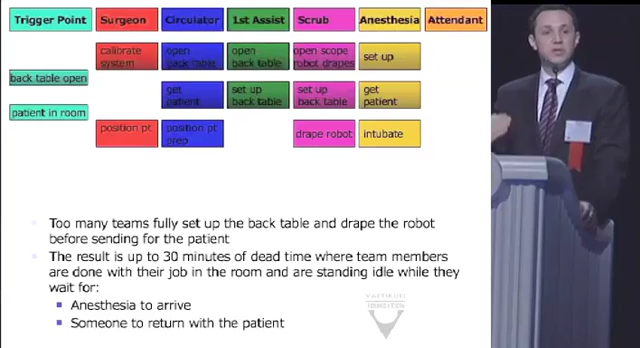 Trigger Point Surgeon Circulator 1st Assist Scrub Anesthesia Attendant
calibrate system
open back table
open back table
open scope robot drapes
set up
back table open
get patient
set up back table
set up back table
get patient
patient in room
position pt
position pt prep
drape robot
intubate
Too many teams fully set up the back table and drape the robot
before sending for the patient
The result is up to 30 minutes of dead time where team members
are done with their job in the room and are standing idle while they
wait for:
Anesthesia to arrive
Someone to return with the patient
VATTIKUTI
FOUNDATION